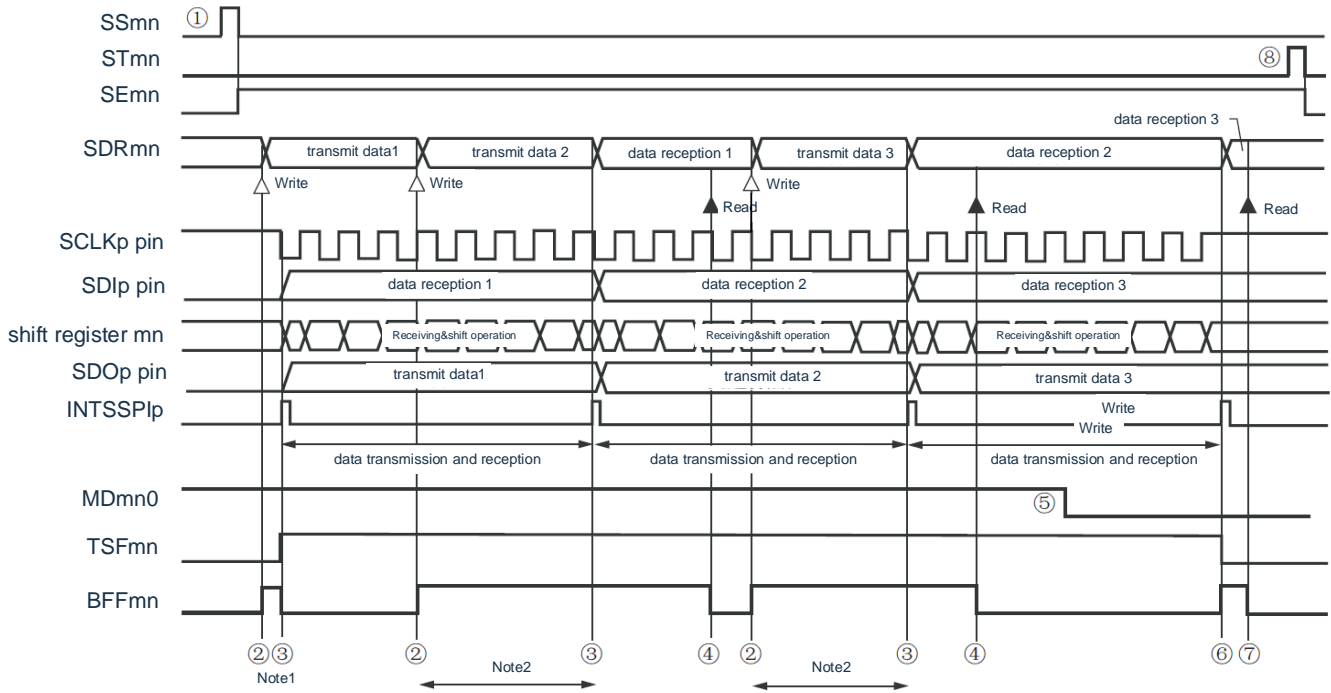 SSmn
①
STmn
⑧
SEmn
data reception 3
SDRmn
transmit data1
transmit data 2
data reception 1
transmit data 3
data reception 2
Write
Write
Write
Read
Read
Read
SCLKp pin
SDIp pin
data reception 1
data reception 2
data reception 3
shift register mn
Receiving&shift operation
Receiving&shift operation
Receiving&shift operation
SDOp pin
transmit data1
transmit data 2
transmit data 3
INTSSPIp
Write
Write
data transmission and reception
data transmission and reception
data transmission and reception
MDmn0
⑤
TSFmn
BFFmn
②③
②
③
④
②
③
④
⑥
⑦
Note1
Note2
Note2